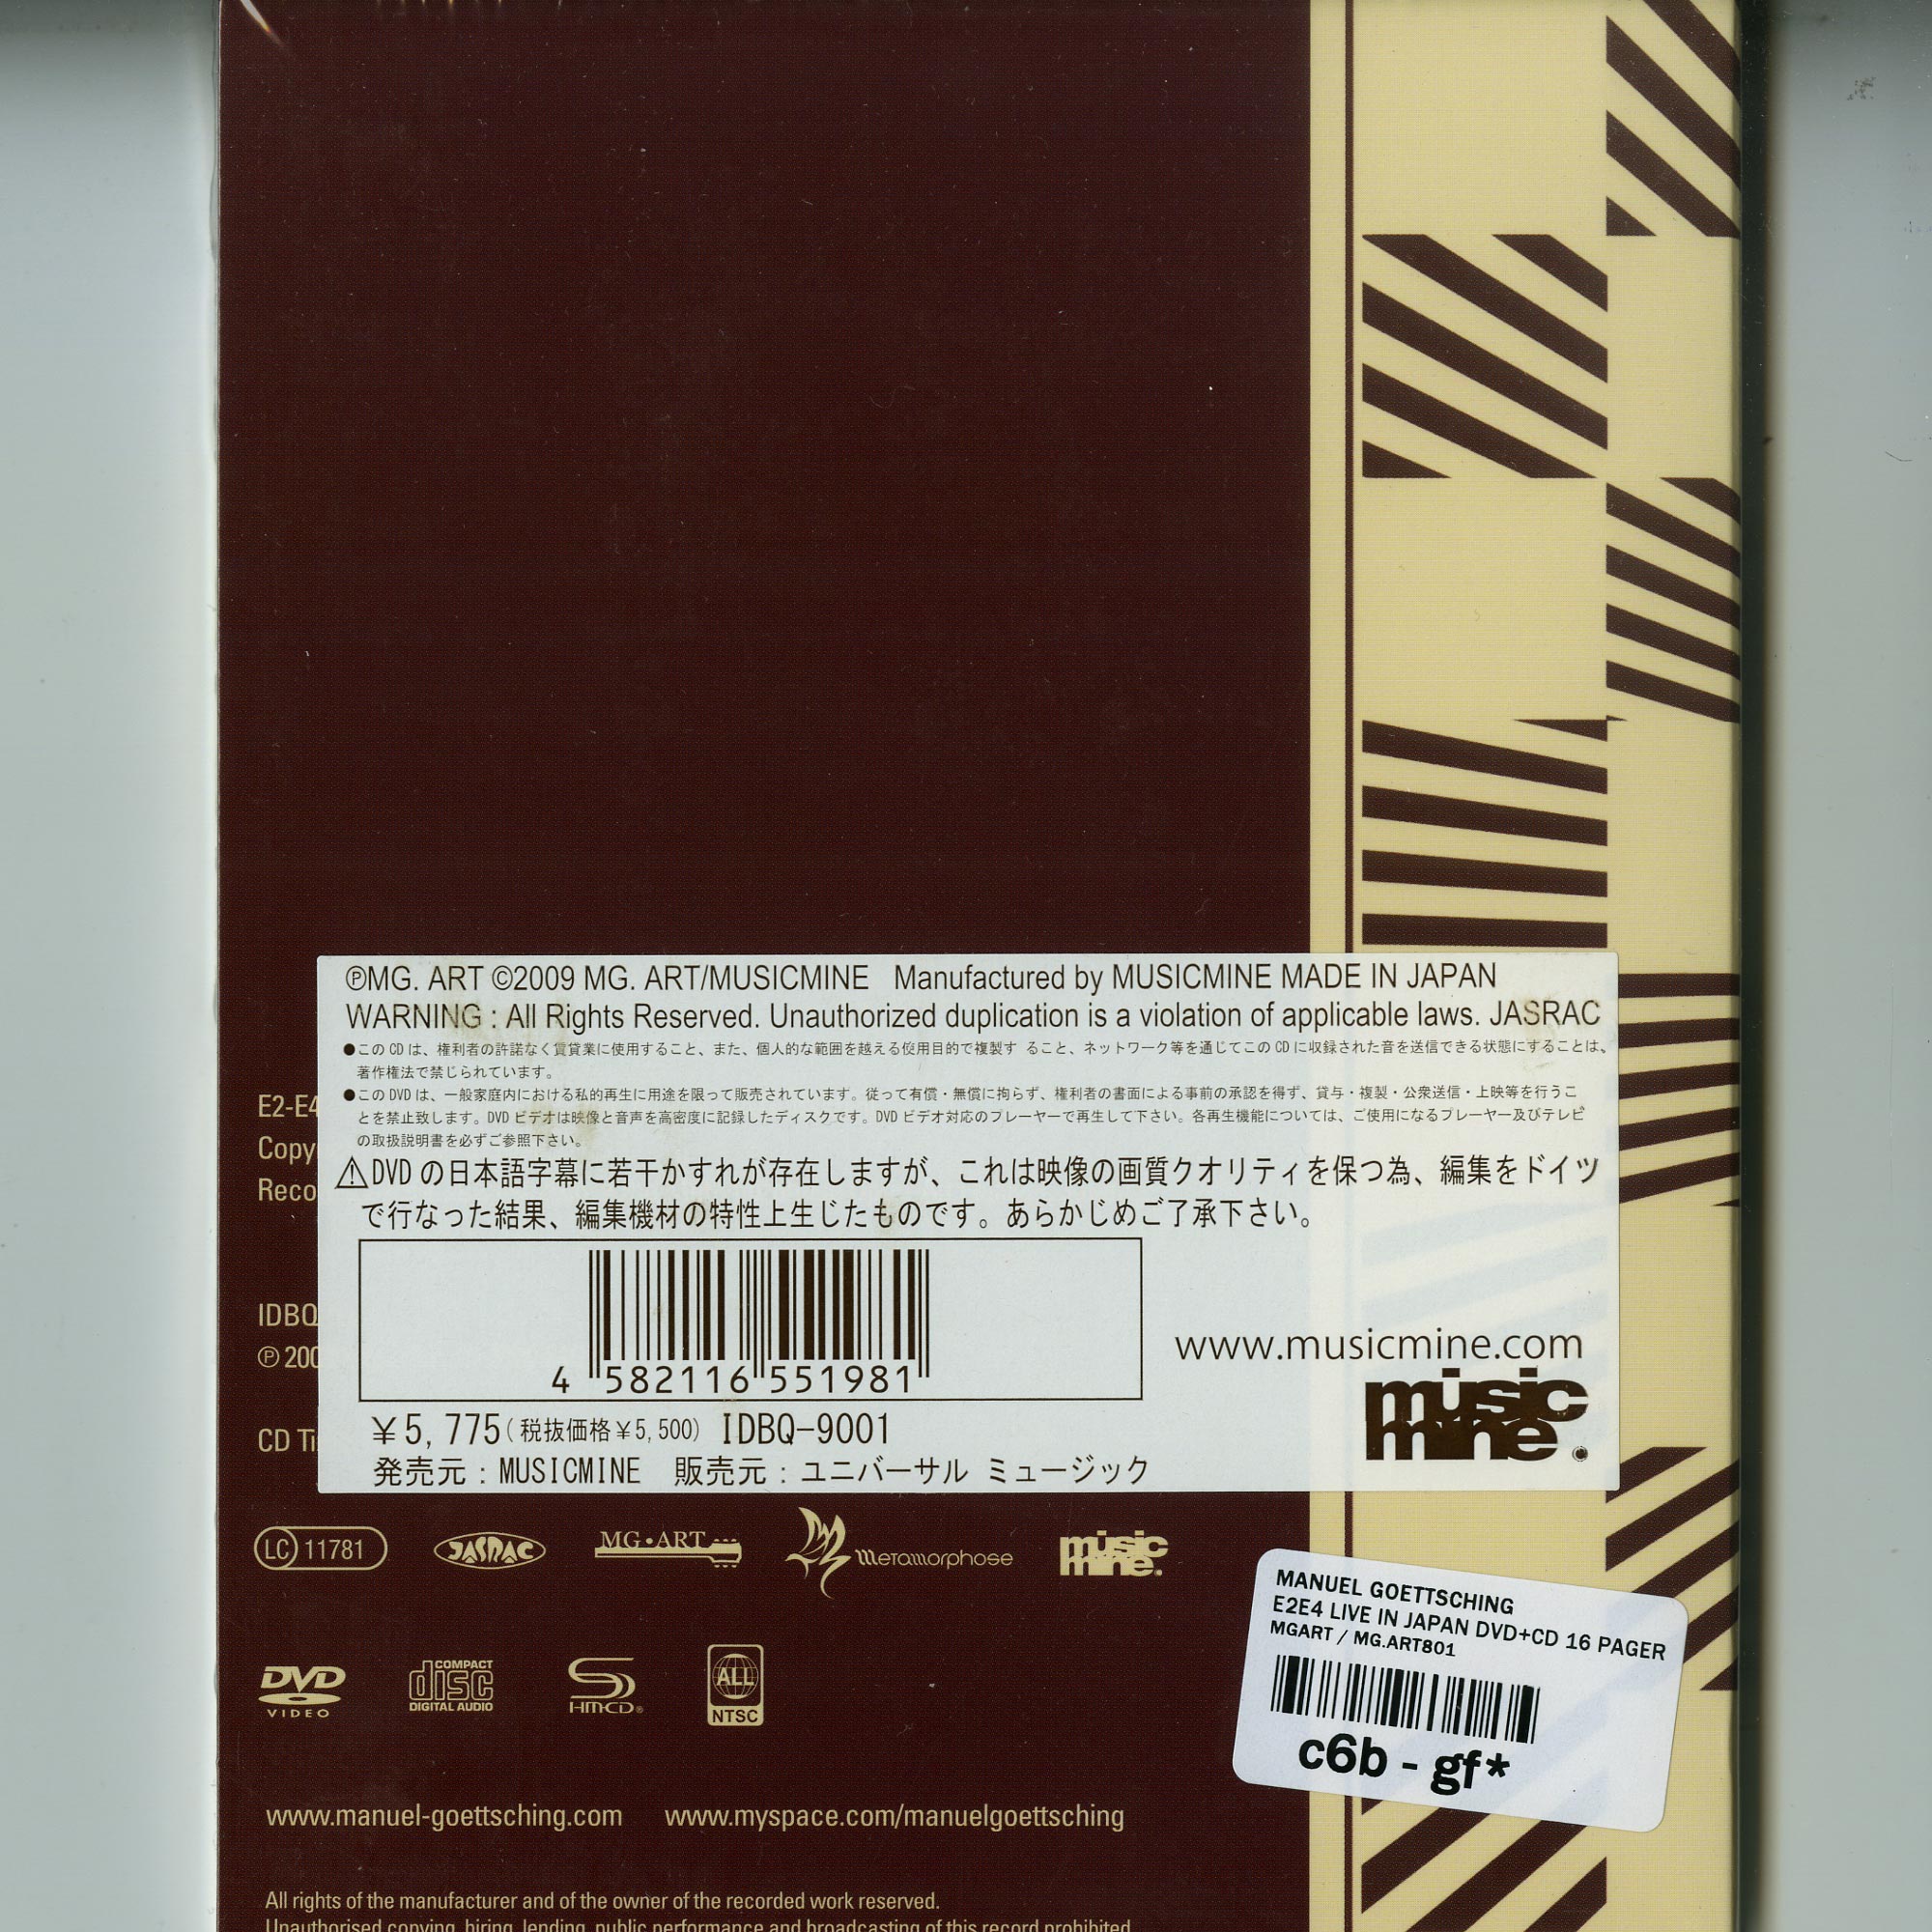 ℗MG. ART ©2009 MG. ART/MUSICMINE Manufactured by MUSICMINE MADE IN JAPAN
WARNING : All Rights Reserved. Unauthorized duplication is a violation of applicable laws. JASRAC
●このCDは、権利者の許諾なく賃貸業に使用すること、また、個人的な範囲を越える使用目的で複製す ること、ネットワーク等を通じてこのCDに収録された音を送信できる状態にすることは、
著作権法で禁じられています。
●このDVDは、一般家庭内における私的再生に用途を限って販売されています。従って有償・無償に拘らず、権利者の書面による事前の承認を得ず、貸与・複製・公衆送信・上映等を行うこ
とを禁止致します。DVDビデオは映像と音声を高密度に記録したディスクです。DVDビデオ対応のプレーヤーで再生して下さい。各再生機能については、ご使用になるプレーヤー及びテレビ
の取扱説明書を必ずご参照下さい。
⚠DVDの日本語字幕に若干かすれが存在しますが、これは映像の画質クオリティを保つ為、編集をドイツ
で行なった結果、編集機材の特性上生じたものです。あらかじめご了承下さい。
4 582116 551981
www.musicmine.com
music
mine.
¥5,775(税抜価格¥5,500) IDBQ-9001
発売元:MUSICMINE 販売元:ユニバーサル ミュージック
E2-E4
Copy
Reco
IDBQ
℗ 200
CD Ti
LC 11781
JASRAC
MG•ART
metamorphose
music
mine.
DVD
VIDEO
COMPACT
disc
DIGITAL AUDIO
SHM-CD®
ALL
NTSC
MANUEL GOETTSCHING
E2E4 LIVE IN JAPAN DVD+CD 16 PAGER
MGART / MG.ART801
c6b - gf*
www.manuel-goettsching.com www.myspace.com/manuelgoettsching
All rights of the manufacturer and of the owner of the recorded work reserved.
Unauthorised copying, hiring, lending, public performance and broadcasting of this record prohibited